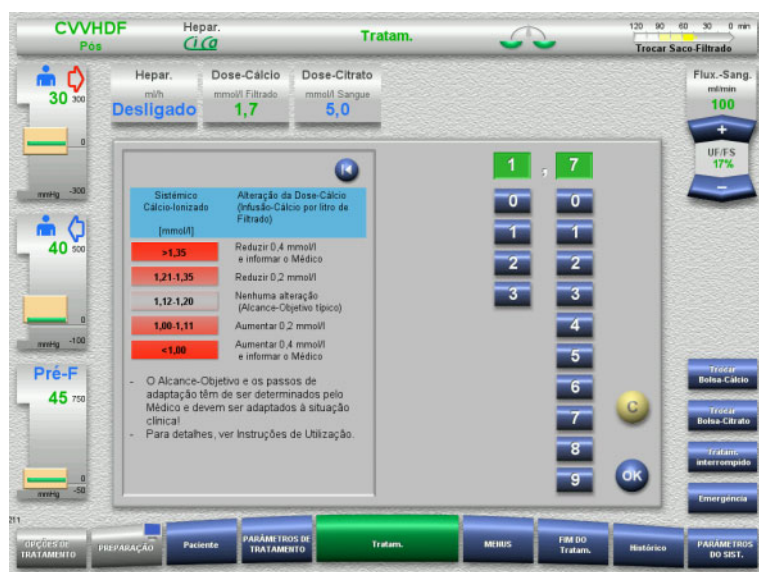 CVVHDF
Pós
Hepar.
Cica
Tratam.
120 90 60 30 0 min
Trocar Saco-Filtrado
30 300
0
mmHg -300
40 500
0
mmHg -100
Pré-F
45 750
0
mmHg -50
Hepar.
ml/h
Desligado
Dose-Cálcio
mmol/l Filtrado
1,7
Dose-Citrato
mmol/l Sangue
5,0
Flux.-Sang.
ml/min
100
+
UF/FS
17%
−
Sistémico
Cálcio-Ionizado
[mmol/l]
Alteração da Dose-Cálcio
(Infusão-Cálcio por litro de
Filtrado)
>1,35
Reduzir 0,4 mmol/l
e informar o Médico
1,21-1,35
Reduzir 0,2 mmol/l
1,12-1,20
Nenhuma alteração
(Alcance-Objetivo típico)
1,00-1,11
Aumentar 0,2 mmol/l
<1,00
Aumentar 0,4 mmol/l
e informar o Médico
- O Alcance-Objetivo e os passos de
adaptação têm de ser determinados pelo
Médico e devem ser adaptados à situação
clínica!
- Para detalhes, ver Instruções de Utilização.
1 , 7
0 0
1 1
2 2
3 3
4
5
6
7
8
9
C
OK
Trocar
Bolsa-Cálcio
Trocar
Bolsa-Citrato
Tratam.
interrompido
Emergência
211
OPÇÕES DE
TRATAMENTO
PREPARAÇÃO
Paciente
PARÂMETROS DE
TRATAMENTO
Tratam.
MENUS
FIM DO
Tratam.
Histórico
PARÂMETROS
DO SIST.